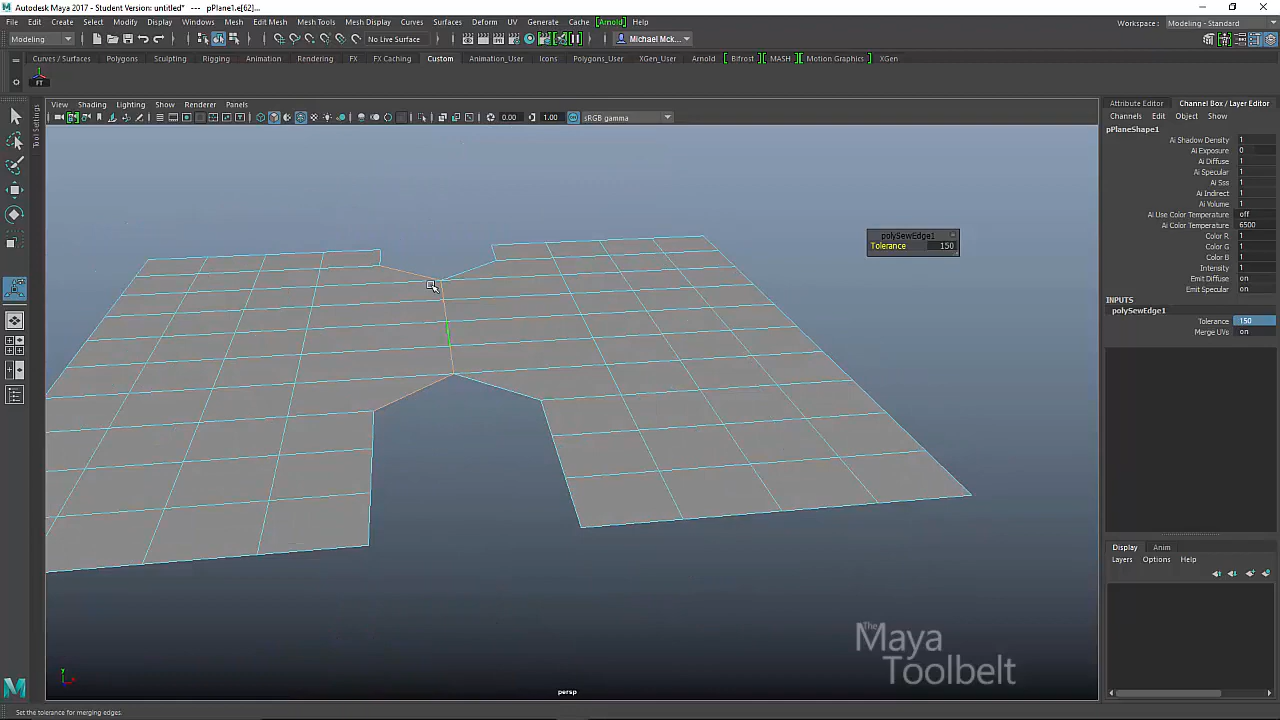 Autodesk Maya 2017 - Student Version: untitled*   ---   pPlane1.e[62]...
File Edit Create Select Modify Display Windows Mesh Edit Mesh Mesh Tools Mesh Display Curves Surfaces Deform UV Generate Cache [Arnold] Help
Workspace: Modeling - Standard
Modeling No Live Surface Michael Mck...
Curves / Surfaces Polygons Sculpting Rigging Animation Rendering FX FX Caching Custom Animation_User Icons Polygons_User XGen_User Arnold Bifrost MASH Motion Graphics XGen
FT
Tool Settings
View Shading Lighting Show Renderer Panels
0.00 1.00 sRGB gamma
polySewEdge1
Tolerance 150
The
Maya
Toolbelt
persp
y
x
Attribute Editor Channel Box / Layer Editor
Channels Edit Object Show
pPlaneShape1
Ai Shadow Density 1
Ai Exposure 0
Ai Diffuse 1
Ai Specular 1
Ai Sss 1
Ai Indirect 1
Ai Volume 1
Ai Use Color Temperature off
Ai Color Temperature 6500
Color R 1
Color G 1
Color B 1
Intensity 1
Emit Diffuse on
Emit Specular on
INPUTS
polySewEdge1
Tolerance 150
Merge UVs on
Display Anim
Layers Options Help
Set the tolerance for merging edges.